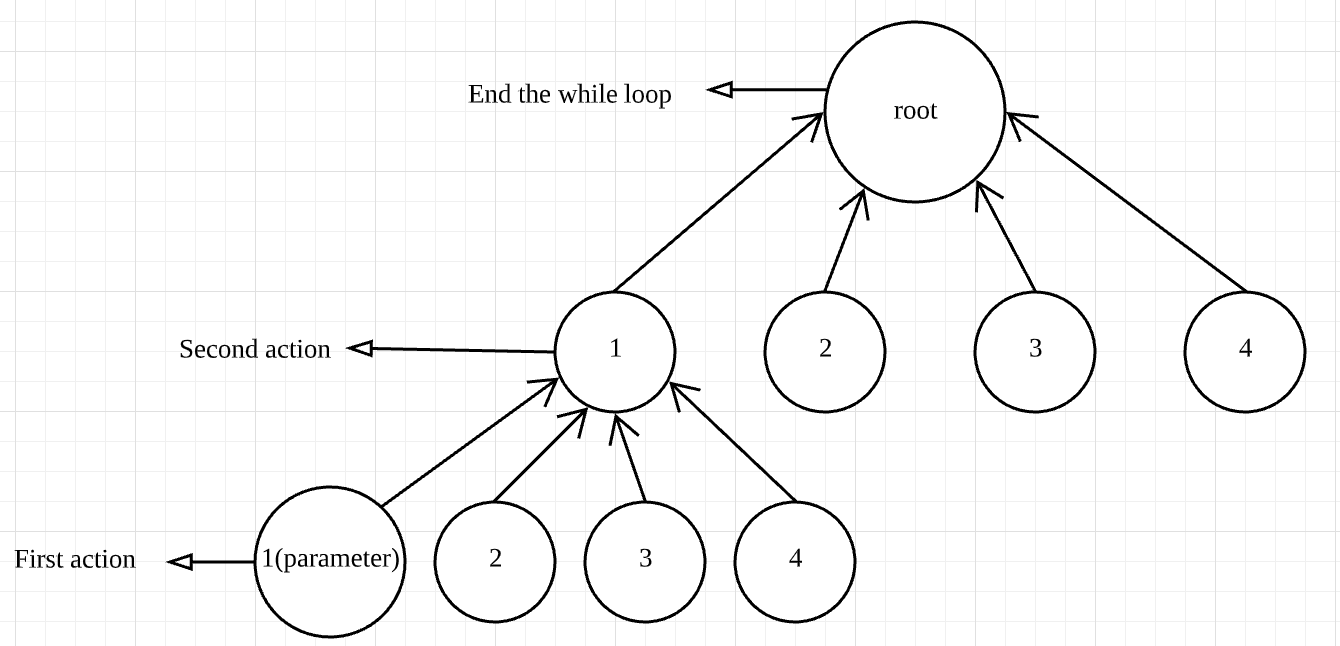 root
End the while loop
1
2
3
4
Second action
1(parameter)
2
3
4
First action